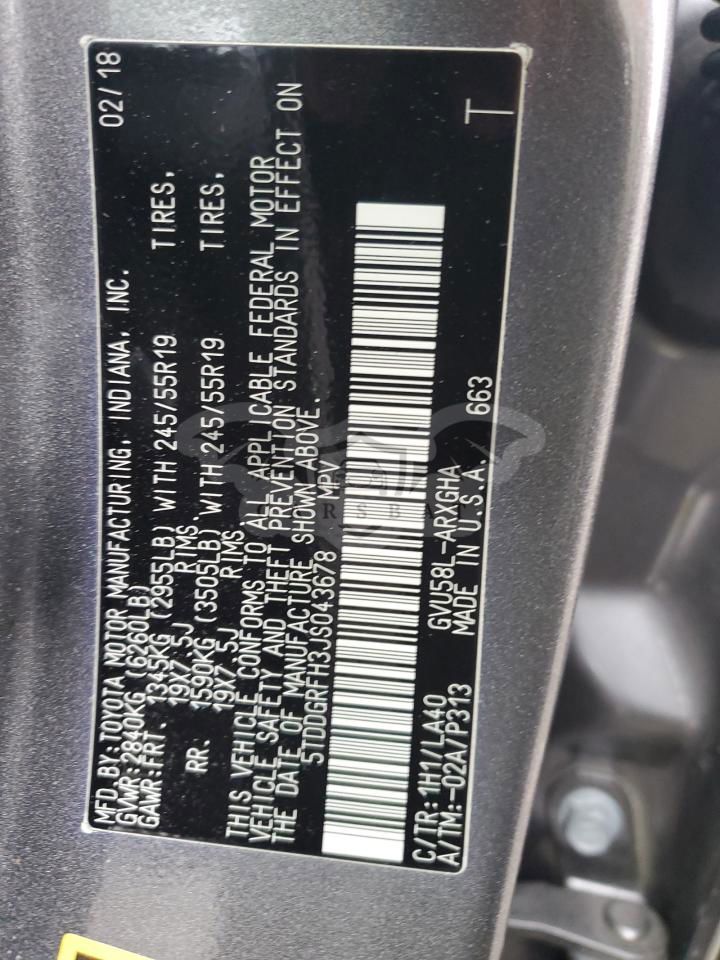 MFD.BY:TOYOTA MOTOR MANUFACTURING, INDIANA, INC. 02/18
GVWR:2840KG (6260LB)
GAWR:FRT. 1345KG (2955LB) WITH 245/55R19 TIRES,
19X7.5J RIMS.
RR. 1590KG (3505LB) WITH 245/55R19 TIRES,
19X7.5J RIMS
THIS VEHICLE CONFORMS TO ALL APPLICABLE FEDERAL MOTOR
VEHICLE SAFETY AND THEFT PREVENTION STANDARDS IN EFFECT ON
THE DATE OF MANUFACTURE SHOWN ABOVE.
5TDDGRFH3JS043678 MPV
C/TR:1H1/LA40 GVU58L-ARXGHA
A/TM:-02A/P313 MADE IN U.S.A. 663
T
CARSBAT